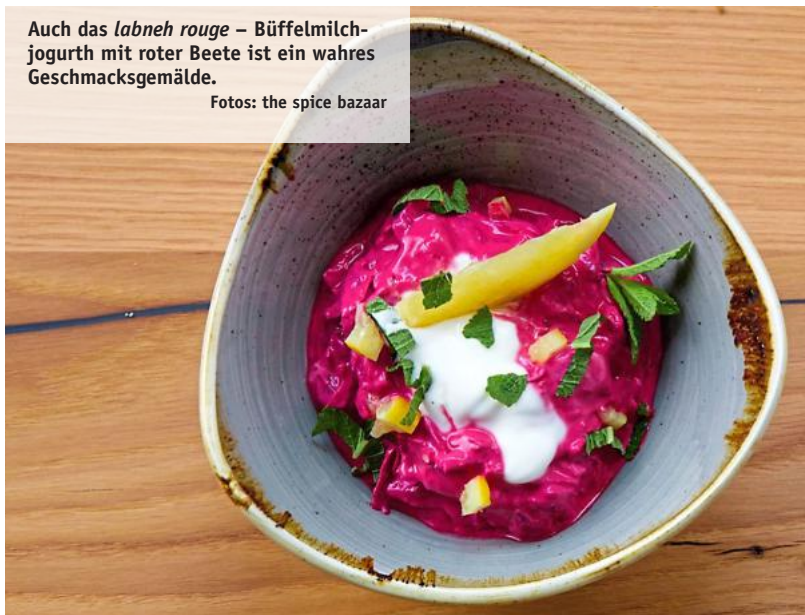 Auch das labneh rouge – Büffelmilch-
jogurth mit roter Beete ist ein wahres
Geschmacksgemälde.
Fotos: the spice bazaar